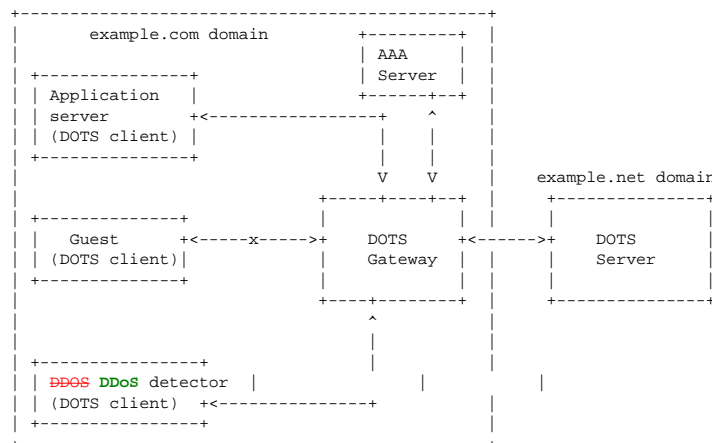 example.com domain
AAA
Server
Application
server
(DOTS client)
example.net domain
Guest
(DOTS client)
x
DOTS
Gateway
DOTS
Server
DDOS DDoS detector
(DOTS client)